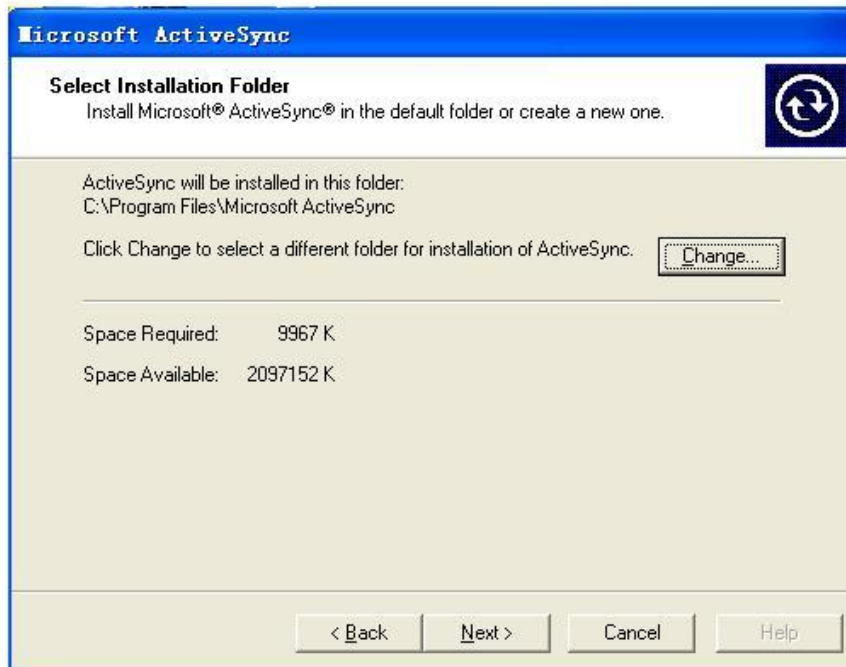 Microsoft ActiveSync
Select Installation Folder
Install Microsoft® ActiveSync® in the default folder or create a new one.
ActiveSync will be installed in this folder:
C:\Program Files\Microsoft ActiveSync
Click Change to select a different folder for installation of ActiveSync.
Change...
Space Required: 9967 K
Space Available: 2097152 K
< Back Next > Cancel Help